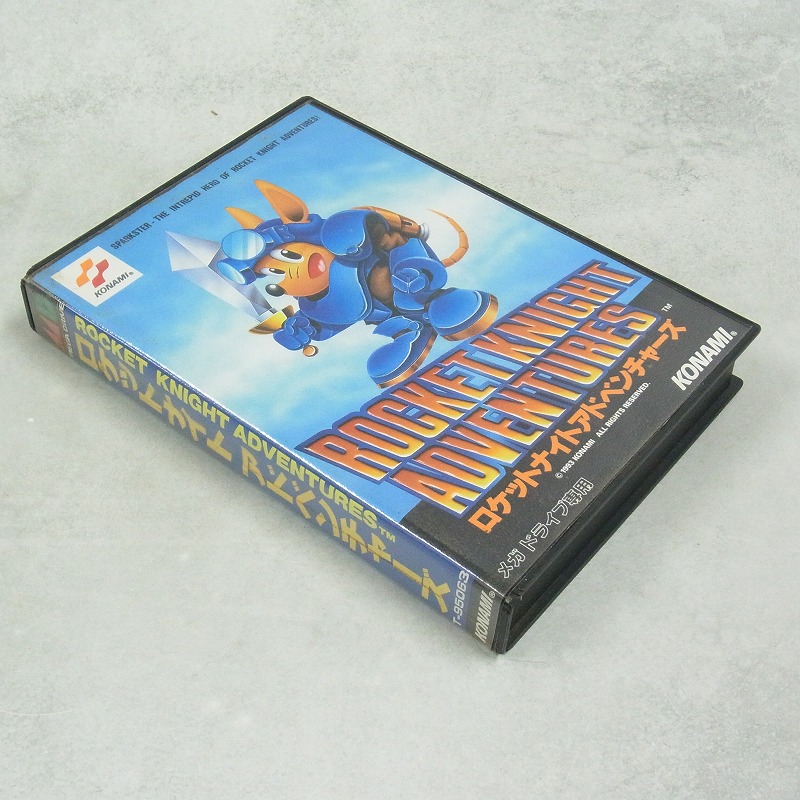 SPARKSTER - THE INTREPID HERO OF ROCKET KNIGHT ADVENTURES!
KONAMI®
ROCKET KNIGHT
ADVENTURES™
ロケットナイトアドベンチャーズ
© 1993 KONAMI ALL RIGHTS RESERVED.
KONAMI®
メガドライブ専用
ROCKET KNIGHT ADVENTURES™
ロケットナイトアドベンチャーズ
T-95063
KONAMI®